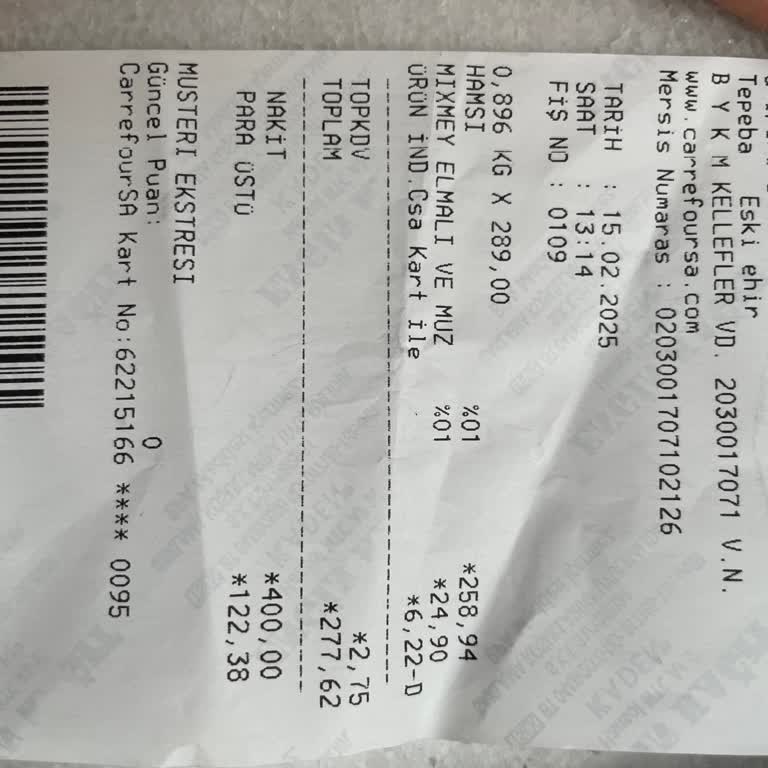 Tepeba Eski ehir
B Y K M KELLEFLER VD. 2030017071 V.N.
www.carrefoursa.com
Mersis Numaras : 0203001707102126
TARİH : 15.02.2025
SAAT : 13:14
FİŞ NO : 0109
0,896 KG X 289,00
HAMSI %01 *258,94
MIXMEY ELMALI VE MUZ %01 *24,90
ÜRÜN İND.Csa Kart İle *6,22-D
TOPKDV *2,75
TOPLAM *277,62
NAKİT *400,00
PARA ÜSTÜ *122,38
MUSTERI EKSTRESI
Güncel Puan: 0
CarrefourSA Kart No:62215166 **** 0095